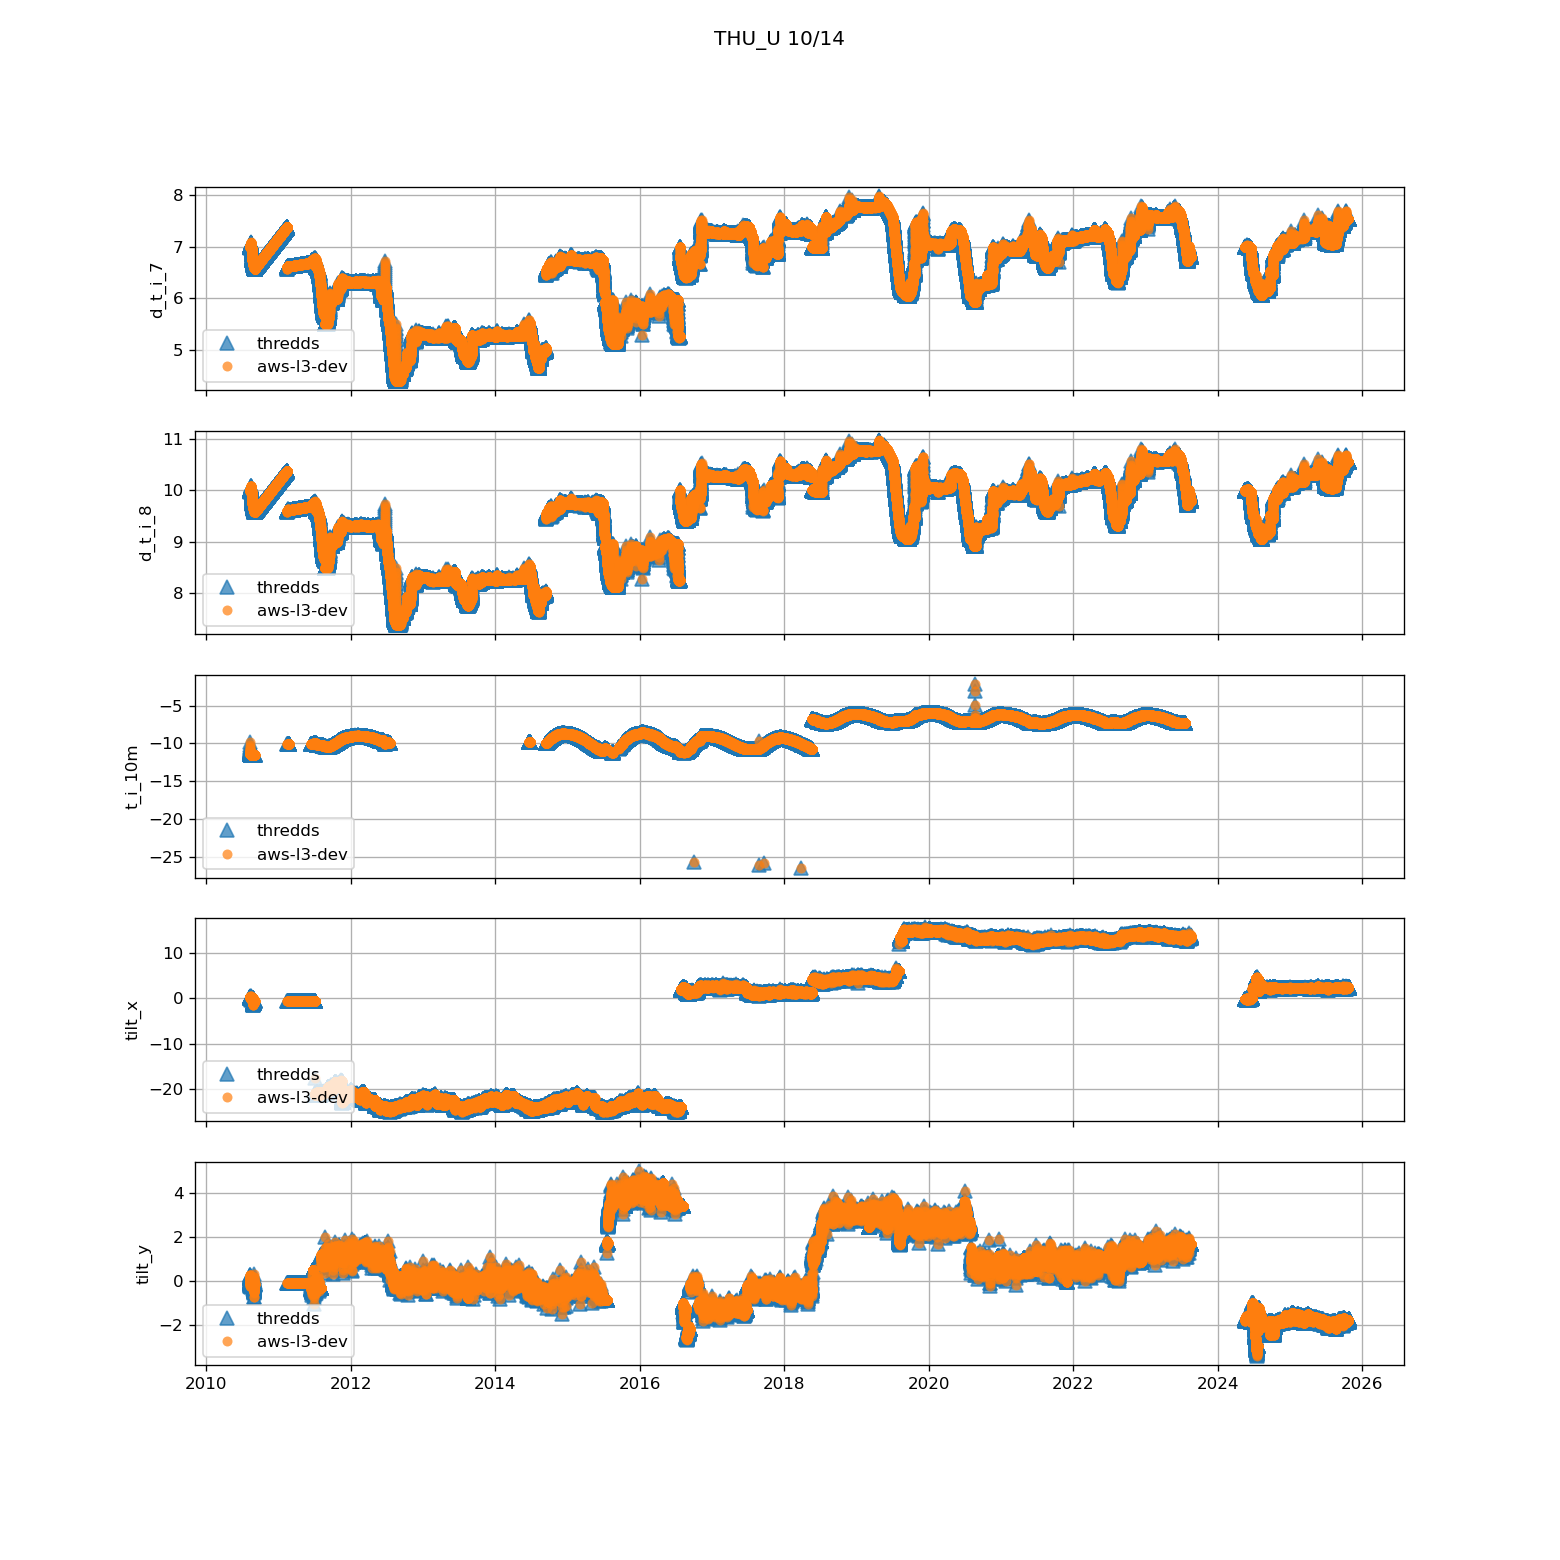 THU_U 10/14
8
7
6
5
d_t_i_7
thredds
aws-l3-dev
11
10
9
8
d_t_i_8
thredds
aws-l3-dev
−5
−10
−15
−20
−25
t_i_10m
thredds
aws-l3-dev
10
0
−10
−20
tilt_x
thredds
aws-l3-dev
4
2
0
−2
tilt_y
thredds
aws-l3-dev
2010 2012 2014 2016 2018 2020 2022 2024 2026